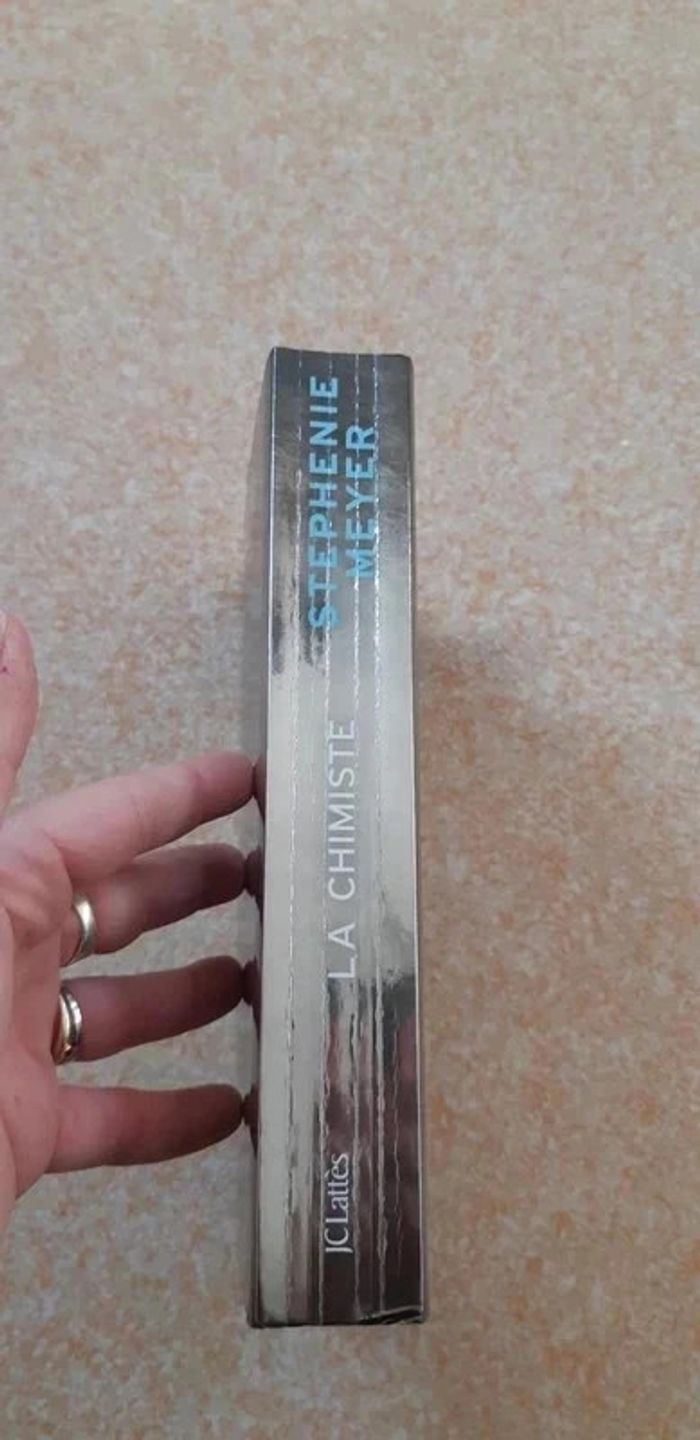 STEPHENIE
MEYER
LA CHIMISTE
JC Lattès